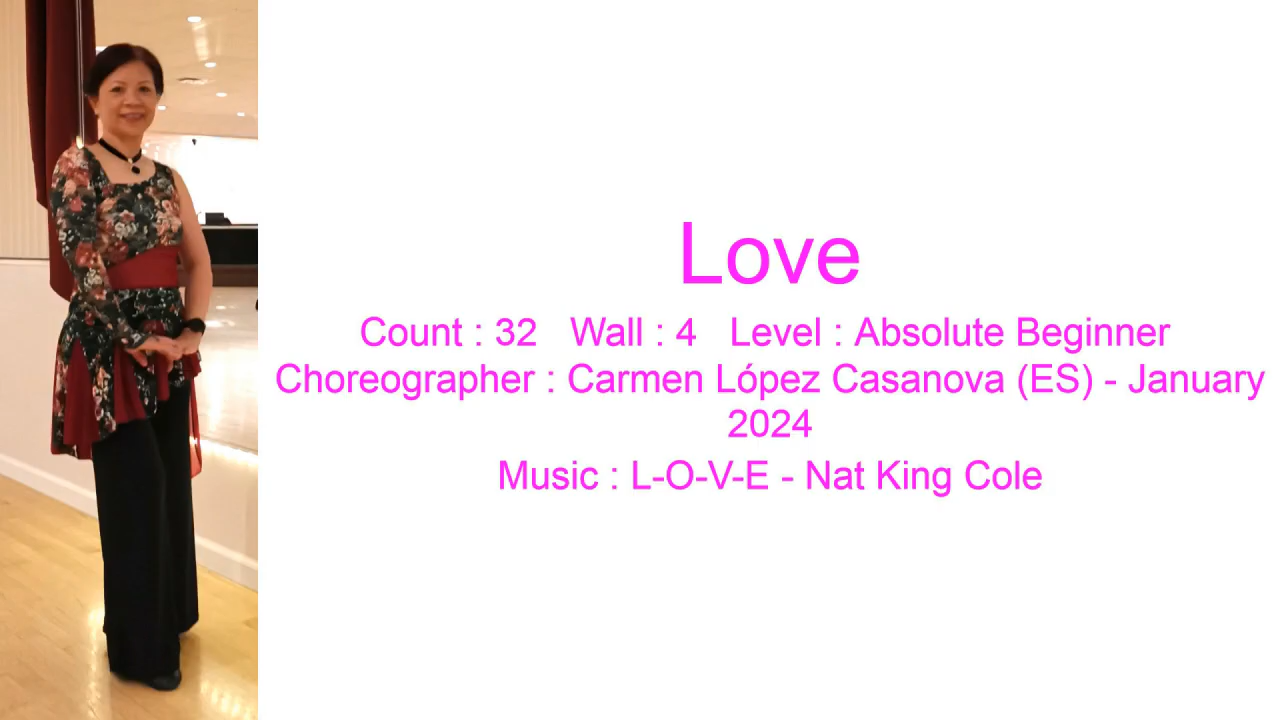 Love
Count : 32   Wall : 4   Level : Absolute Beginner
Choreographer : Carmen López Casanova (ES) - January
2024
Music : L-O-V-E - Nat King Cole